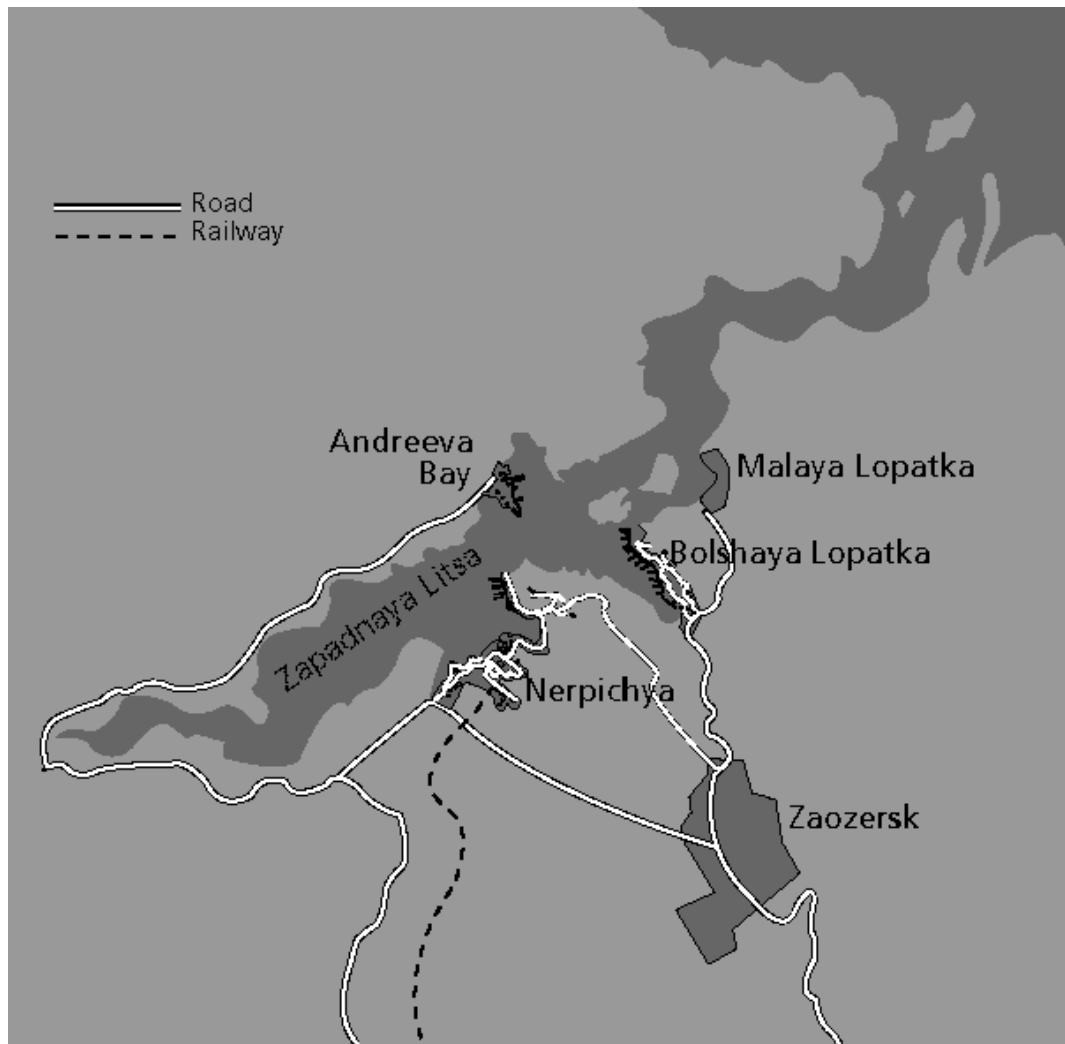 Road
Railway
Andreeva
Bay
Malaya Lopatka
Bolshaya Lopatka
Zapadnaya Litsa
Nerpichya
Zaozersk